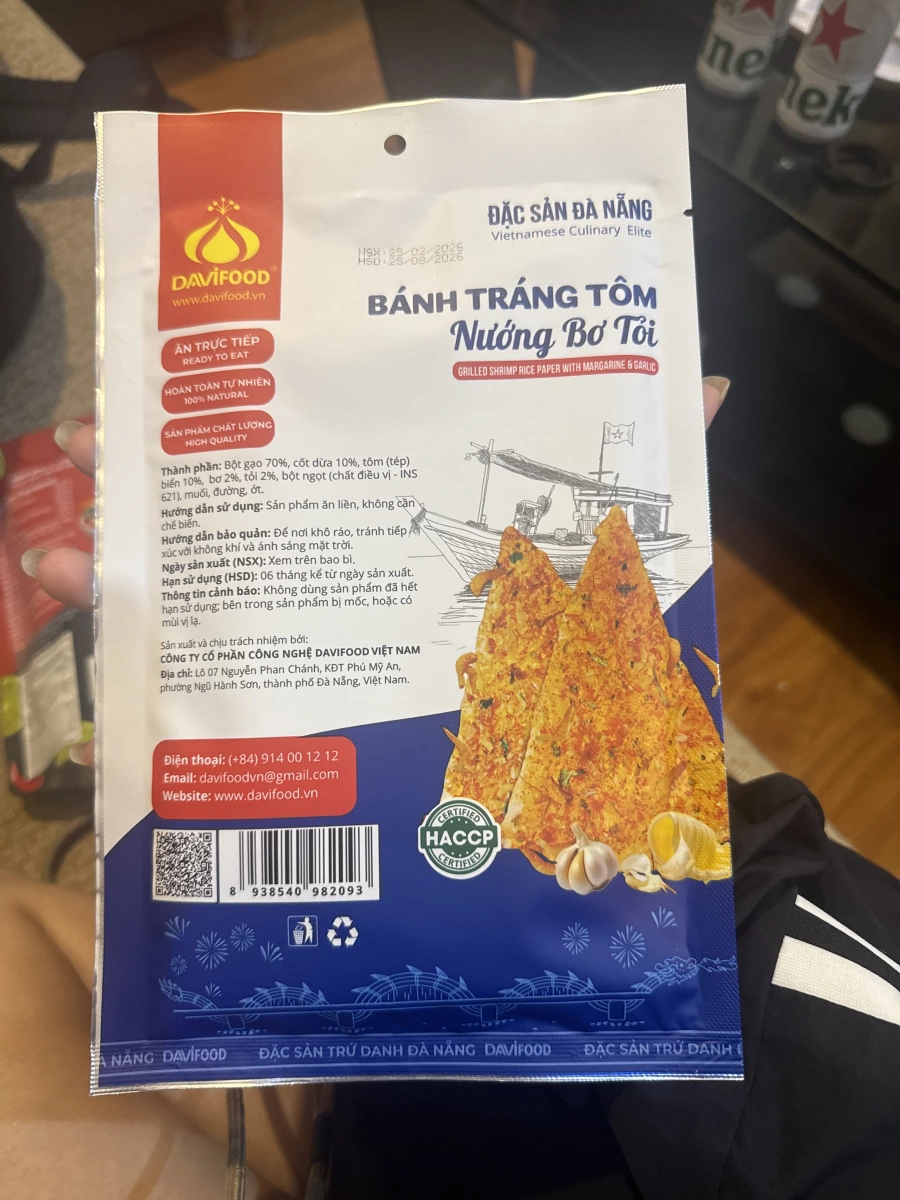 nek
nek
DAVIFOOD
www.davifood.vn
ĐẶC SẢN ĐÀ NẴNG
Vietnamese Culinary Elite
NSX: 25/02/2026
HSD: 25/08/2026
BÁNH TRÁNG TÔM
Nướng Bơ Tỏi
GRILLED SHRIMP RICE PAPER WITH MARGARINE & GARLIC
ĂN TRỰC TIẾP
READY TO EAT
HOÀN TOÀN TỰ NHIÊN
100% NATURAL
SẢN PHẨM CHẤT LƯỢNG
HIGH QUALITY
Thành phần: Bột gạo 70%, cốt dừa 10%, tôm (tép)
biển 10%, bơ 2%, tỏi 2%, bột ngọt (chất điều vị - INS
621), muối, đường, ớt.
Hướng dẫn sử dụng: Sản phẩm ăn liền, không cần
chế biến.
Hướng dẫn bảo quản: Để nơi khô ráo, tránh tiếp
xúc với không khí và ánh sáng mặt trời.
Ngày sản xuất (NSX): Xem trên bao bì.
Hạn sử dụng (HSD): 06 tháng kể từ ngày sản xuất.
Thông tin cảnh báo: Không dùng sản phẩm đã hết
hạn sử dụng; bên trong sản phẩm bị mốc, hoặc có
mùi vị lạ.
Sản xuất và chịu trách nhiệm bởi:
CÔNG TY CỔ PHẦN CÔNG NGHỆ DAVIFOOD VIỆT NAM
Địa chỉ: Lô 07 Nguyễn Phan Chánh, KĐT Phú Mỹ An,
phường Ngũ Hành Sơn, thành phố Đà Nẵng, Việt Nam.
Điện thoại: (+84) 914 00 12 12
Email: davifoodvn@gmail.com
Website: www.davifood.vn
CERTIFIED
HACCP
CERTIFIED
8 938540 982093
À NẴNG DAVIFOOD ĐẶC SẢN TRỨ DANH ĐÀ NẴNG DAVIFOOD ĐẶC SẢN TRỨ DANH Đ